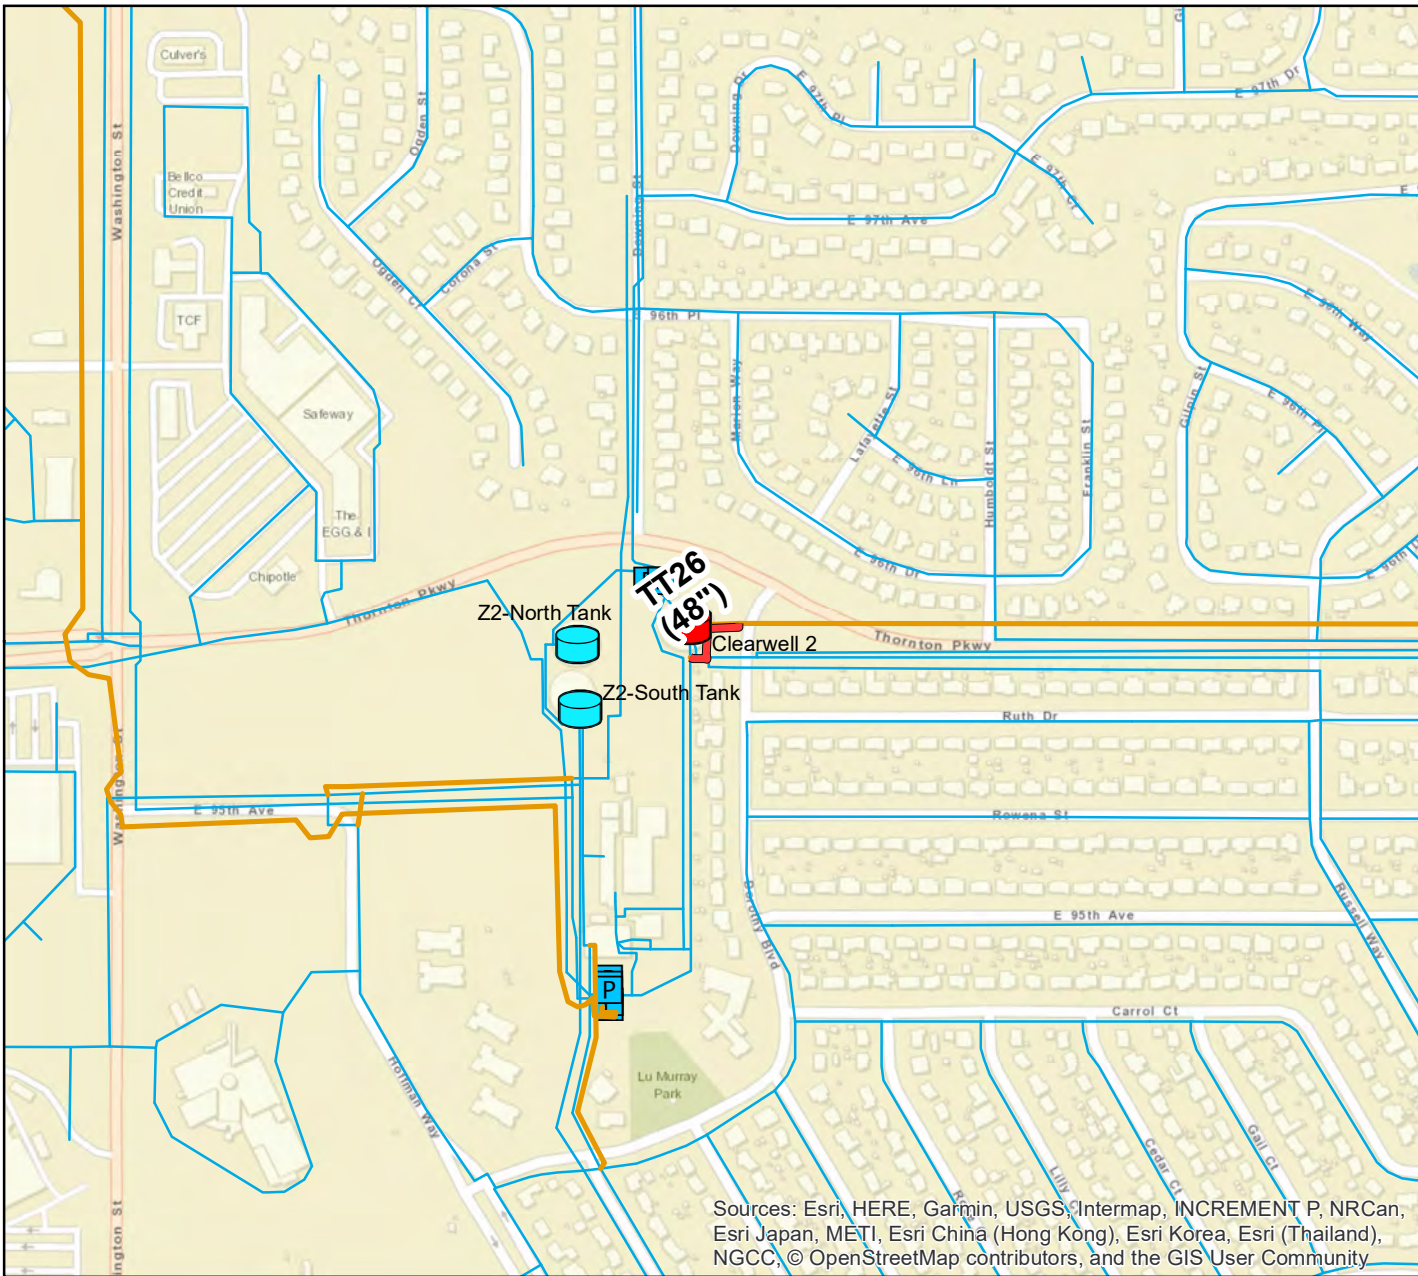 Culver's
Washington St
Ogden St
Downing Dr
E 97th Pl
E 97th Dr
Bellco
Credit
Union
E 97th Ct
Downing St
E 97th Ave
Corona St
Ogden Ct
TCF
E 96th Pl
E 96th Way
Safeway
Marion Way
Lafayette St
Gilpin St
E 96th Pl
E 96th Ln
Humboldt St
Franklin St
The
EGG & I
Chipotle
E 96th Dr
Thornton Pkwy
TT26
(48")
Z2-North Tank
Clearwell 2
Thornton Pkwy
Z2-South Tank
Ruth Dr
Washington St
E 95th Ave
Rowena St
Dorothy Blvd
E 95th Ave
Russell Way
P
Carrol Ct
Hoffman Way
Lu Murray
Park
Lilly Ct
Cedar Ct
Gail Ct
Sources: Esri, HERE, Garmin, USGS, Intermap, INCREMENT P, NRCan,
Esri Japan, METI, Esri China (Hong Kong), Esri Korea, Esri (Thailand),
NGCC, © OpenStreetMap contributors, and the GIS User Community